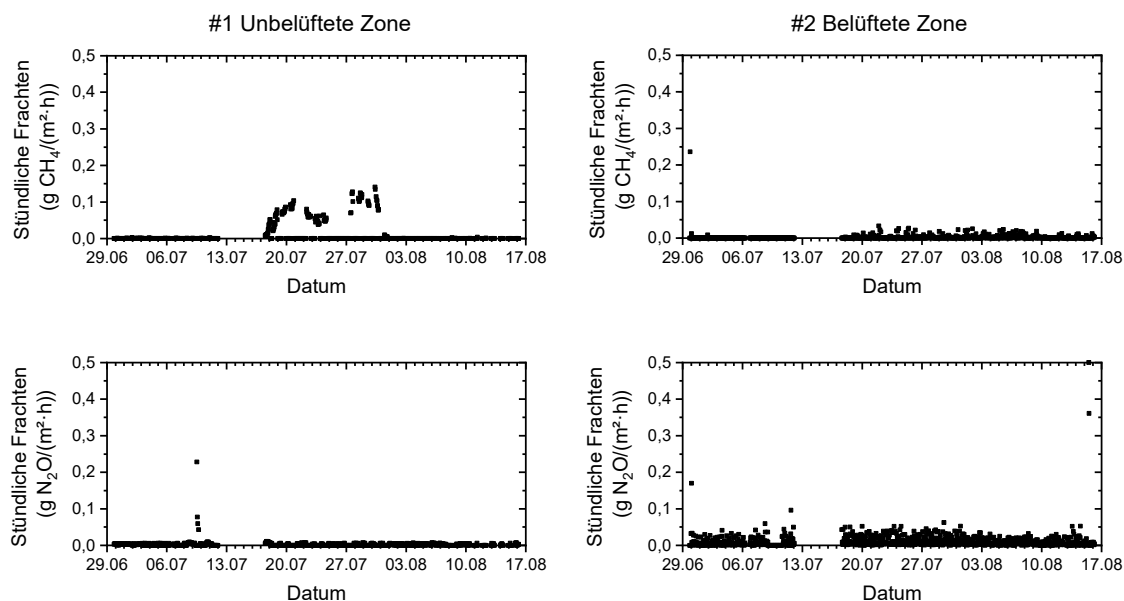 #1 Unbelüftete Zone
#2 Belüftete Zone
Stündliche Frachten
(g CH₄/(m²·h))
0,5
0,4
0,3
0,2
0,1
0,0
29.06 06.07 13.07 20.07 27.07 03.08 10.08 17.08
Datum
Stündliche Frachten
(g CH₄/(m²·h))
0,5
0,4
0,3
0,2
0,1
0,0
29.06 06.07 13.07 20.07 27.07 03.08 10.08 17.08
Datum
Stündliche Frachten
(g N₂O/(m²·h))
0,5
0,4
0,3
0,2
0,1
0,0
29.06 06.07 13.07 20.07 27.07 03.08 10.08 17.08
Datum
Stündliche Frachten
(g N₂O/(m²·h))
0,5
0,4
0,3
0,2
0,1
0,0
29.06 06.07 13.07 20.07 27.07 03.08 10.08 17.08
Datum